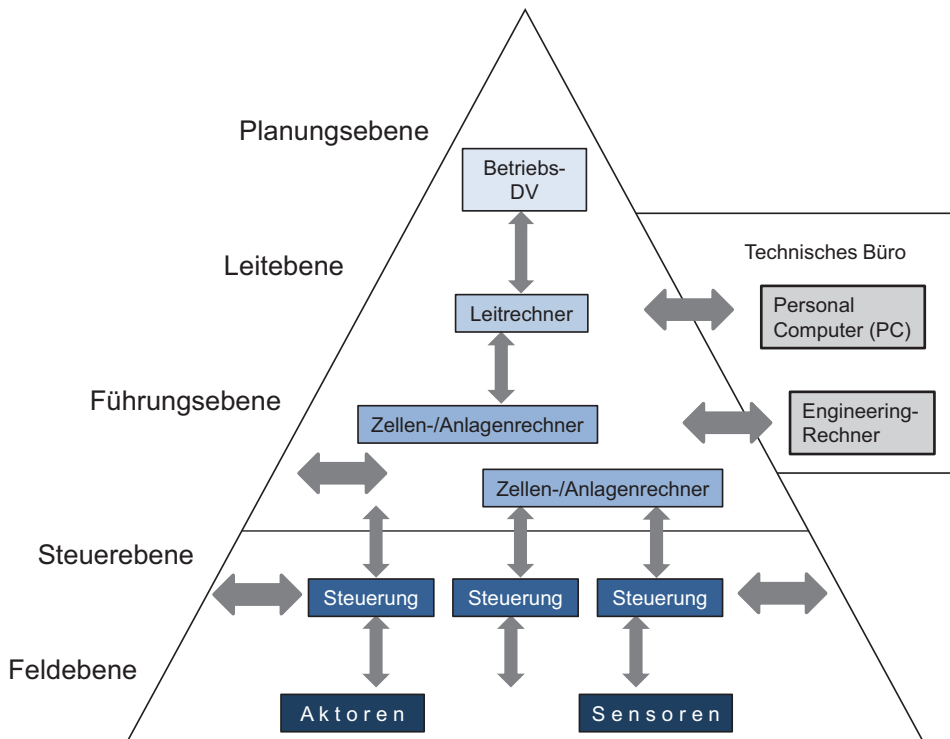 Planungsebene
Betriebs-
DV
Leitebene
Technisches Büro
Leitrechner
Personal
Computer (PC)
Führungsebene
Zellen-/Anlagenrechner
Engineering-
Rechner
Zellen-/Anlagenrechner
Steuerebene
Steuerung
Steuerung
Steuerung
Feldebene
Aktoren
Sensoren